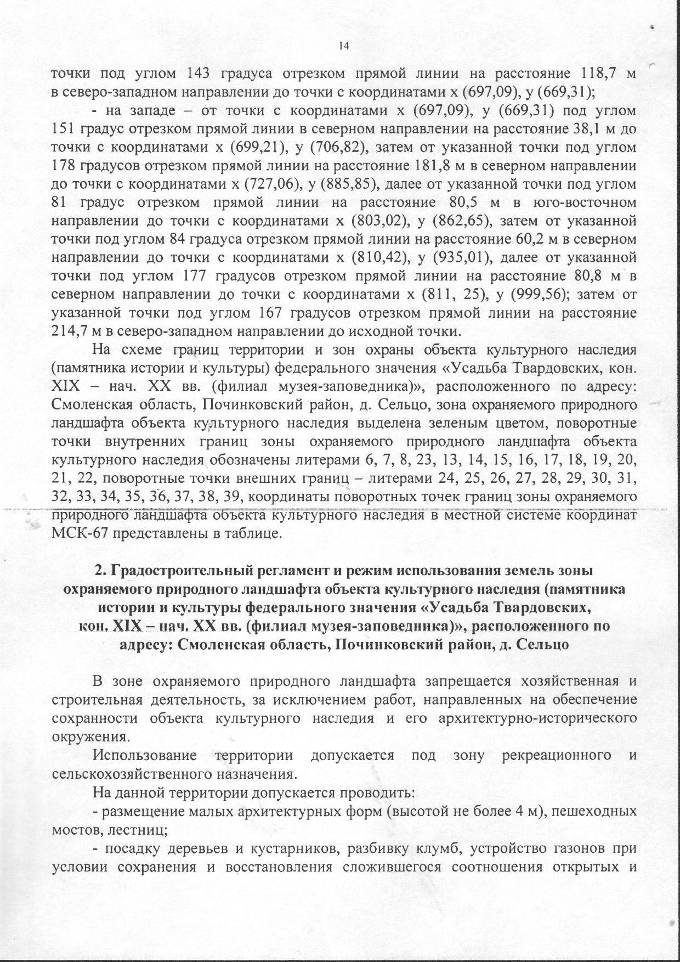 14
точки под углом 143 градуса отрезком прямой линии на расстояние 118,7 м
в северо-западном направлении до точки с координатами х (697,09), у (669,31);
- на западе – от точки с координатами х (697,09), у (669,31) под углом
151 градус отрезком прямой линии в северном направлении на расстояние 38,1 м до
точки с координатами х (699,21), у (706,82), затем от указанной точки под углом
178 градусов отрезком прямой линии на расстояние 181,8 м в северном направлении
до точки с координатами х (727,06), у (885,85), далее от указанной точки под углом
81 градус отрезком прямой линии на расстояние 80,5 м в юго-восточном
направлении до точки с координатами х (803,02), у (862,65), затем от указанной
точки под углом 84 градуса отрезком прямой линии на расстояние 60,2 м в северном
направлении до точки с координатами х (810,42), у (935,01), далее от указанной
точки под углом 177 градусов отрезком прямой линии на расстояние 80,8 м в
северном направлении до точки с координатами х (811, 25), у (999,56); затем от
указанной точки под углом 167 градусов отрезком прямой линии на расстояние
214,7 м в северо-западном направлении до исходной точки.
На схеме границ территории и зон охраны объекта культурного наследия
(памятника истории и культуры) федерального значения «Усадьба Твардовских, кон.
XIX – нач. XX вв. (филиал музея-заповедника)», расположенного по адресу:
Смоленская область, Починковский район, д. Сельцо, зона охраняемого природного
ландшафта объекта культурного наследия выделена зеленым цветом, поворотные
точки внутренних границ зоны охраняемого природного ландшафта объекта
культурного наследия обозначены литерами 6, 7, 8, 23, 13, 14, 15, 16, 17, 18, 19, 20,
21, 22, поворотные точки внешних границ – литерами 24, 25, 26, 27, 28, 29, 30, 31,
32, 33, 34, 35, 36, 37, 38, 39, координаты поворотных точек границ зоны охраняемого
природного ландшафта объекта культурного наследия в местной системе координат
МСК-67 представлены в таблице.
2. Градостроительный регламент и режим использования земель зоны
охраняемого природного ландшафта объекта культурного наследия (памятника
истории и культуры федерального значения «Усадьба Твардовских,
кон. XIX – нач. XX вв. (филиал музея-заповедника)», расположенного по
адресу: Смоленская область, Починковский район, д. Сельцо
В зоне охраняемого природного ландшафта запрещается хозяйственная и
строительная деятельность, за исключением работ, направленных на обеспечение
сохранности объекта культурного наследия и его архитектурно-исторического
окружения.
Использование территории допускается под зону рекреационного и
сельскохозяйственного назначения.
На данной территории допускается проводить:
- размещение малых архитектурных форм (высотой не более 4 м), пешеходных
мостов, лестниц;
- посадку деревьев и кустарников, разбивку клумб, устройство газонов при
условии сохранения и восстановления сложившегося соотношения открытых и